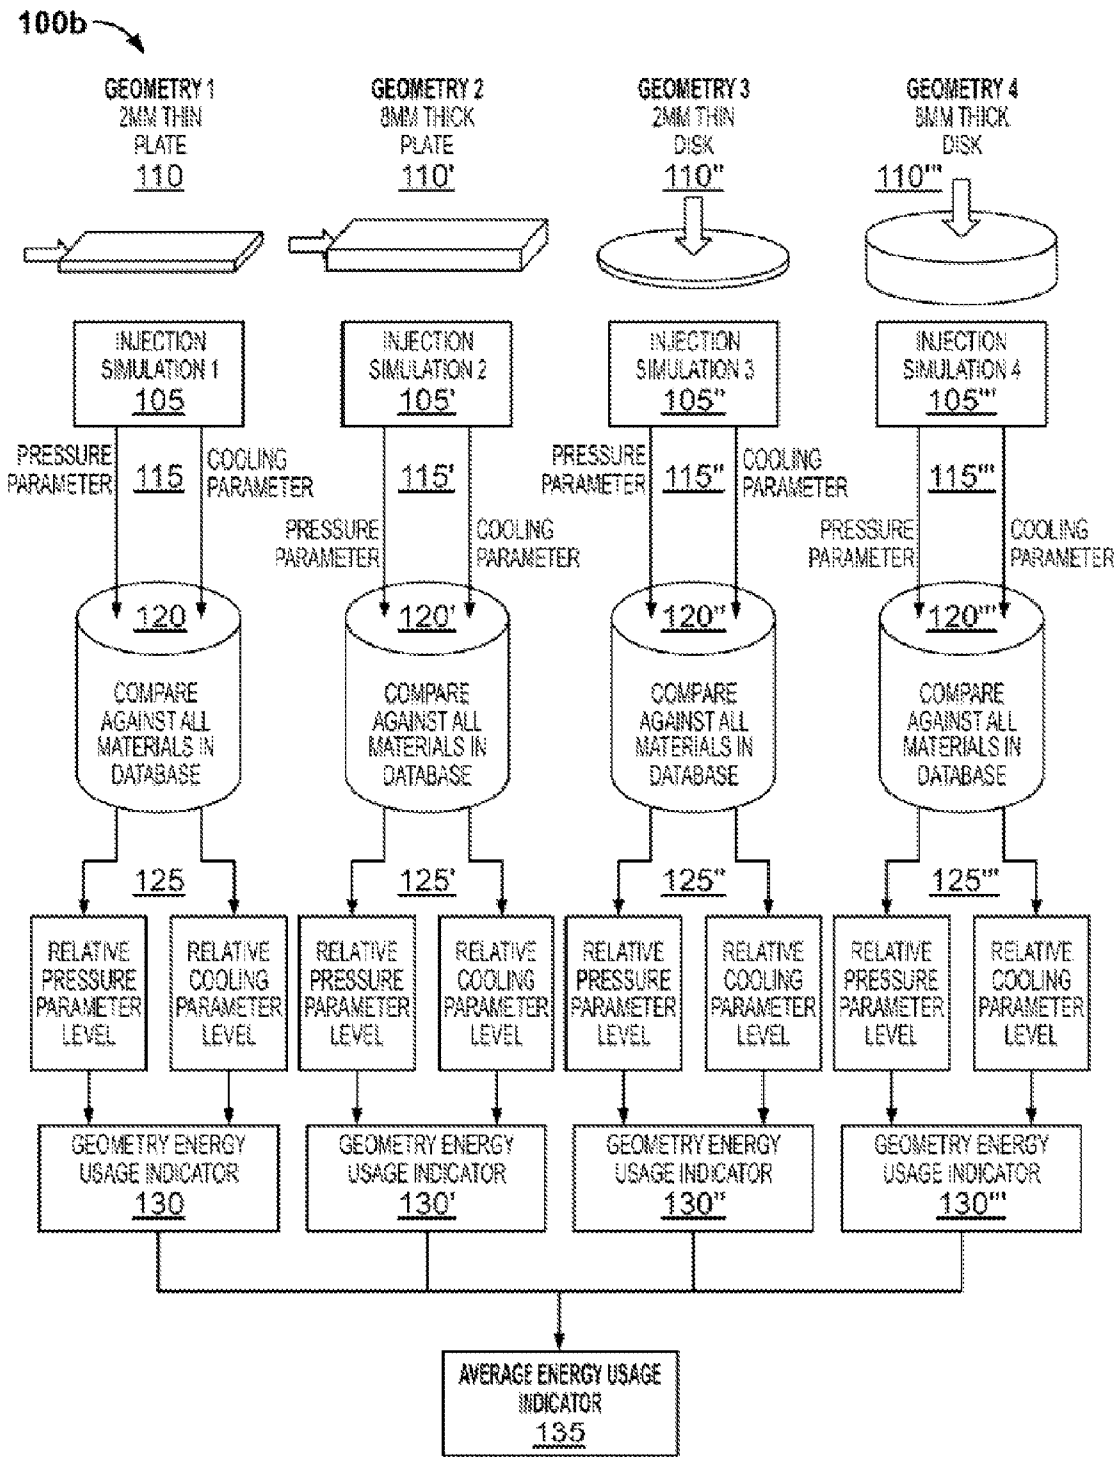 100b
GEOMETRY 1
2MM THIN
PLATE
110
GEOMETRY 2
8MM THICK
PLATE
110'
GEOMETRY 3
2MM THIN
DISK
110"
GEOMETRY 4
8MM THICK
DISK
110'"
INJECTION
SIMULATION 1
105
INJECTION
SIMULATION 2
105'
INJECTION
SIMULATION 3
105"
INJECTION
SIMULATION 4
105'"
PRESSURE
PARAMETER
115
COOLING
PARAMETER
115'
PRESSURE
PARAMETER
COOLING
PARAMETER
PRESSURE
PARAMETER
115"
COOLING
PARAMETER
115'"
PRESSURE
PARAMETER
COOLING
PARAMETER
120
COMPARE
AGAINST ALL
MATERIALS IN
DATABASE
120'
COMPARE
AGAINST ALL
MATERIALS IN
DATABASE
120"
COMPARE
AGAINST ALL
MATERIALS IN
DATABASE
120'"
COMPARE
AGAINST ALL
MATERIALS IN
DATABASE
125
125'
125"
125'"
RELATIVE
PRESSURE
PARAMETER
LEVEL
RELATIVE
COOLING
PARAMETER
LEVEL
RELATIVE
PRESSURE
PARAMETER
LEVEL
RELATIVE
COOLING
PARAMETER
LEVEL
RELATIVE
PRESSURE
PARAMETER
LEVEL
RELATIVE
COOLING
PARAMETER
LEVEL
RELATIVE
PRESSURE
PARAMETER
LEVEL
RELATIVE
COOLING
PARAMETER
LEVEL
GEOMETRY ENERGY
USAGE INDICATOR
130
GEOMETRY ENERGY
USAGE INDICATOR
130'
GEOMETRY ENERGY
USAGE INDICATOR
130"
GEOMETRY ENERGY
USAGE INDICATOR
130'"
AVERAGE ENERGY USAGE
INDICATOR
135